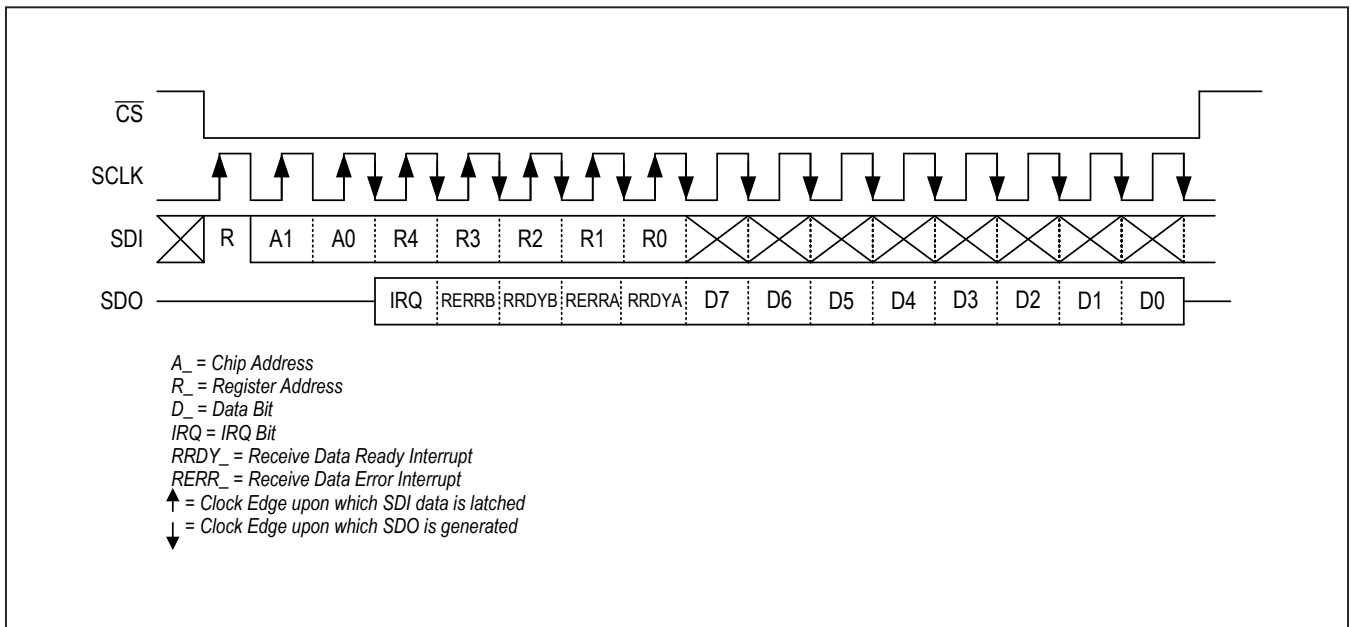 CS
SCLK
SDI R A1 A0 R4 R3 R2 R1 R0
SDO IRQ RERRB RRDYB RERRA RRDYA D7 D6 D5 D4 D3 D2 D1 D0
A_ = Chip Address
R_ = Register Address
D_ = Data Bit
IRQ = IRQ Bit
RRDY_ = Receive Data Ready Interrupt
RERR_ = Receive Data Error Interrupt
= Clock Edge upon which SDI data is latched
= Clock Edge upon which SDO is generated